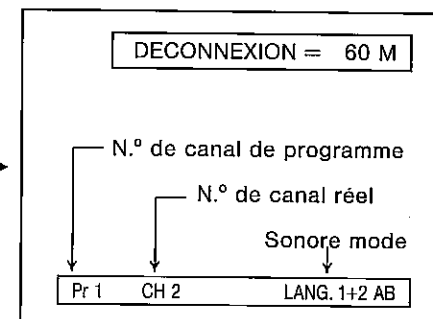 DECONNEXION = 60 M
N.º de canal de programme
N.º de canal réel
Sonore mode
Pr 1 CH 2 LANG. 1+2 AB